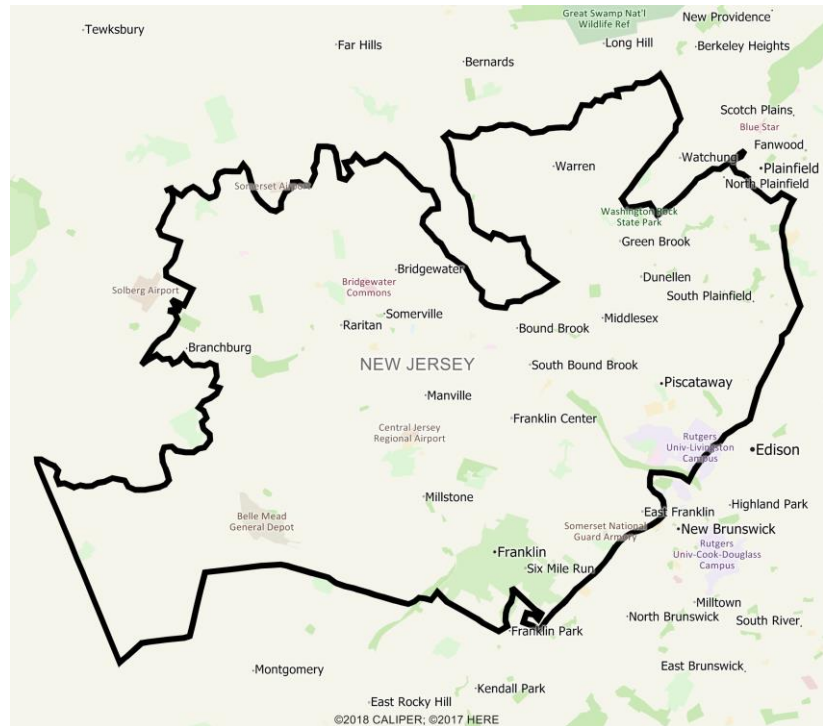 Great Swamp Nat'l
Wildlife Ref
New Providence
Tewksbury
Far Hills
Long Hill
Berkeley Heights
Bernards
Scotch Plains
Blue Star
Fanwood
Watchung
Warren
Plainfield
North Plainfield
Somerset Airport
Washington Rock
State Park
Green Brook
Bridgewater
Dunellen
Solberg Airport
Bridgewater
Commons
South Plainfield
Somerville
Middlesex
Raritan
Bound Brook
Branchburg
NEW JERSEY
South Bound Brook
Piscataway
Manville
Franklin Center
Central Jersey
Regional Airport
Rutgers
Univ-Livingston
Campus
Edison
Millstone
Highland Park
Belle Mead
General Depot
East Franklin
Somerset National
Guard Armory
New Brunswick
Rutgers
Univ-Cook-Douglass
Campus
Franklin
Six Mile Run
Milltown
North Brunswick
South River
Franklin Park
Montgomery
East Brunswick
Kendall Park
East Rocky Hill
©2018 CALIPER; ©2017 HERE